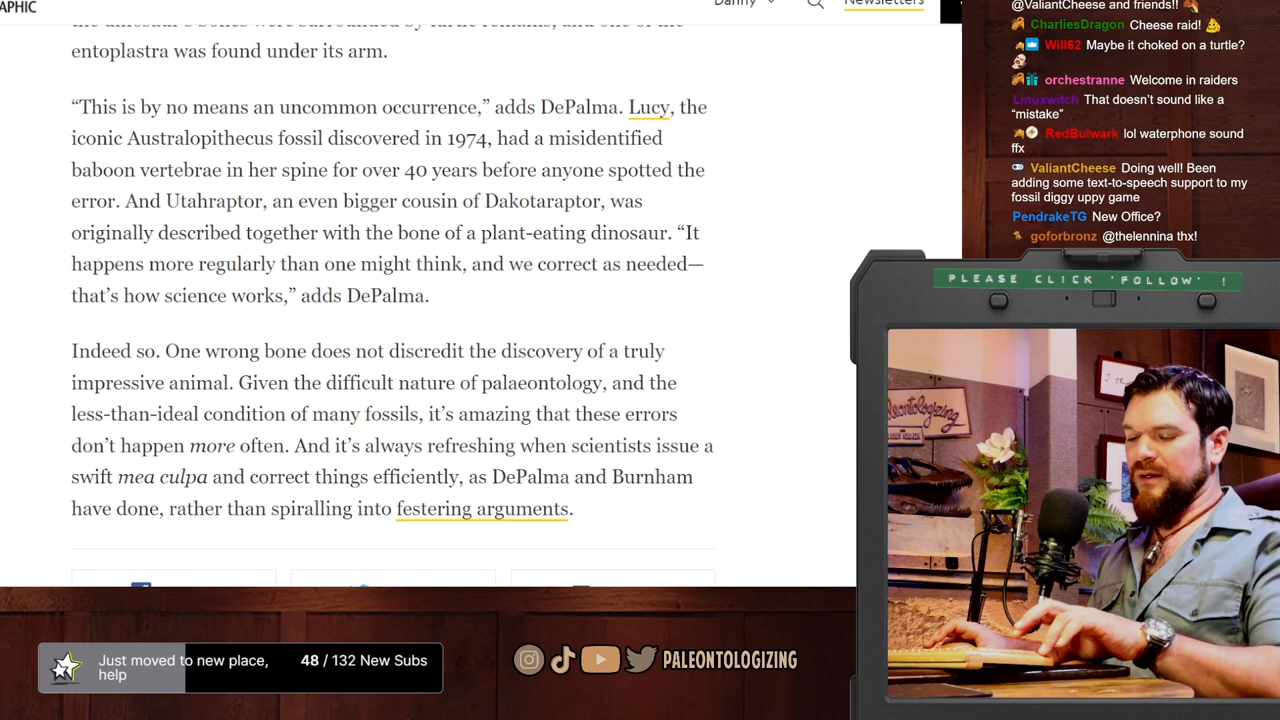 APHIC
Danny
Newsletters
entoplastra was found under its arm.
“This is by no means an uncommon occurrence,” adds DePalma. Lucy, the
iconic Australopithecus fossil discovered in 1974, had a misidentified
baboon vertebrae in her spine for over 40 years before anyone spotted the
error. And Utahraptor, an even bigger cousin of Dakotaraptor, was
originally described together with the bone of a plant-eating dinosaur. “It
happens more regularly than one might think, and we correct as needed—
that’s how science works,” adds DePalma.
Indeed so. One wrong bone does not discredit the discovery of a truly
impressive animal. Given the difficult nature of palaeontology, and the
less-than-ideal condition of many fossils, it’s amazing that these errors
don’t happen more often. And it’s always refreshing when scientists issue a
swift mea culpa and correct things efficiently, as DePalma and Burnham
have done, rather than spiralling into festering arguments.
@ValiantCheese and friends!!
CharliesDragon Cheese raid!
Will62 Maybe it choked on a turtle?
orchestranne Welcome in raiders
Linuxwitch That doesn’t sound like a
“mistake”
RedBulwark lol waterphone sound
ffx
ValiantCheese Doing well! Been
adding some text-to-speech support to my
fossil diggy uppy game
PendrakeTG New Office?
goforbronz @thelennina thx!
PLEASE CLICK 'FOLLOW' !
Just moved to new place,
help
48 / 132 New Subs
PALEONTOLOGIZING